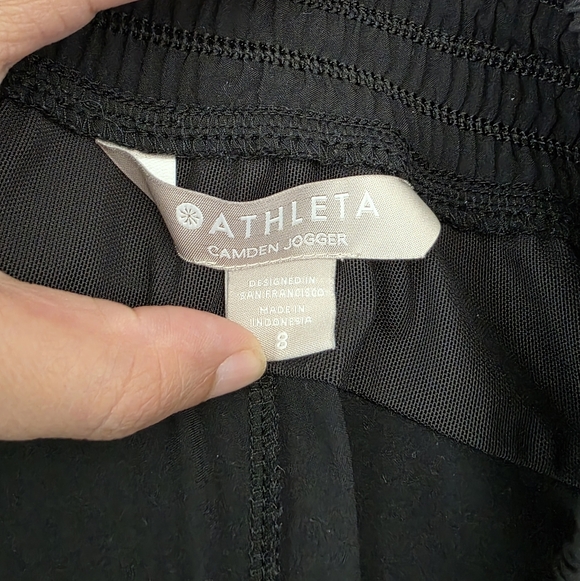 ATHLETA
CAMDEN JOGGER
DESIGNED IN
SAN FRANCISCO
MADE IN
INDONESIA
8